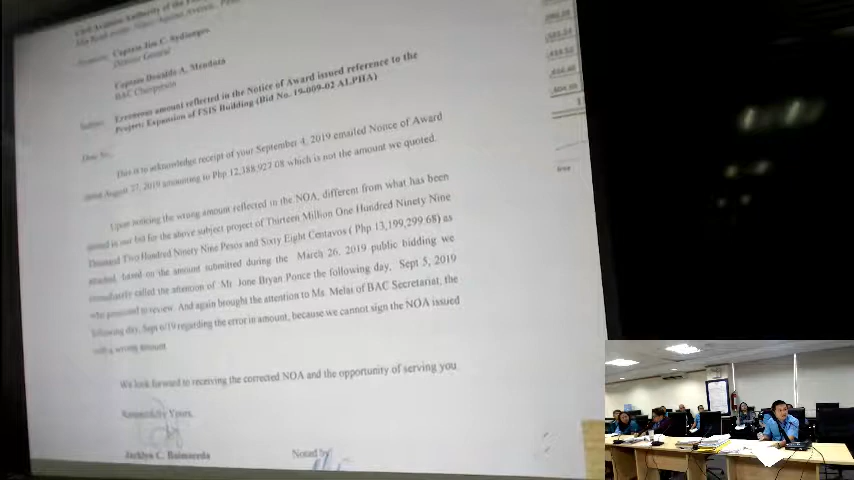 Civil Aviation Authority of the
Captain Jim C. Sydiongco
Director General
Captain Donaldo A. Mendoza
BAC Chairperson
Subject: Erroneous amount reflected in the Notice of Award issued reference to the
Project: Expansion of FSIS Building (Bid No. 19-009-02 ALPHA)
Dear Sir,
This is to acknowledge receipt of your September 4, 2019 emailed Notice of Award
dated August 27, 2019 amounting to Php 12,388,927.08 which is not the amount we quoted.
Upon noticing the wrong amount reflected in the NOA, different from what has been
quoted in our bid for the above subject project of Thirteen Million One Hundred Ninety Nine
Thousand Two Hundred Ninety Nine Pesos and Sixty Eight Centavos ( Php 13,199,299.68) as
attached, based on the amount submitted during the March 26, 2019 public bidding we
immediately called the attention of Mr Jone Bryan Ponce the following day, Sept 5, 2019
who promised to review. And again brought the attention to Ms. Melai of BAC Secretariat, the
following day, Sept 6/19 regarding the error in amount, because we cannot sign the NOA issued
with a wrong amount
We look forward to receiving the corrected NOA and the opportunity of serving you
Respectfully Yours,
Jacklyn C.
Noted by